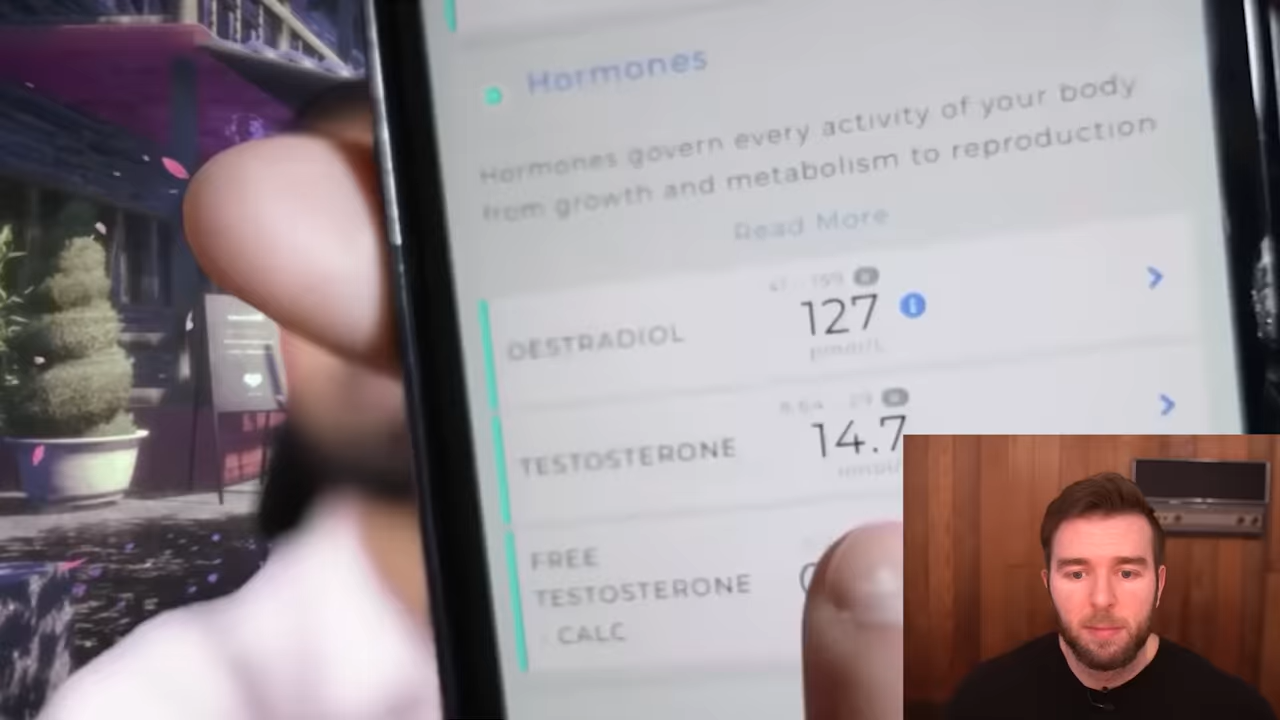 Hormones
Hormones govern every activity of your body
from growth and metabolism to reproduction
Read More
OESTRADIOL
127
pmol/L
TESTOSTERONE
14.7
FREE
TESTOSTERONE
- CALC